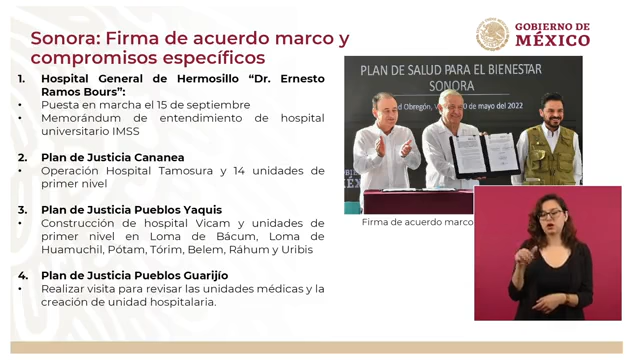 Sonora: Firma de acuerdo marco y
compromisos específicos
GOBIERNO DE
MÉXICO
1. Hospital General de Hermosillo “Dr. Ernesto
Ramos Bours”:
• Puesta en marcha el 15 de septiembre
• Memorándum de entendimiento de hospital
universitario IMSS
2. Plan de Justicia Cananea
• Operación Hospital Tamosura y 14 unidades de
primer nivel
3. Plan de Justicia Pueblos Yaquis
• Construcción de hospital Vicam y unidades de
primer nivel en Loma de Bácum, Loma de
Huamuchil, Pótam, Tórim, Belem, Ráhum y Uribis
4. Plan de Justicia Pueblos Guarijío
• Realizar visita para revisar las unidades médicas y la
creación de unidad hospitalaria.
PLAN DE SALUD PARA EL BIENESTAR
SONORA
d Obregón, 0 de mayo del 2022
MÉX
Firma de acuerdo marco